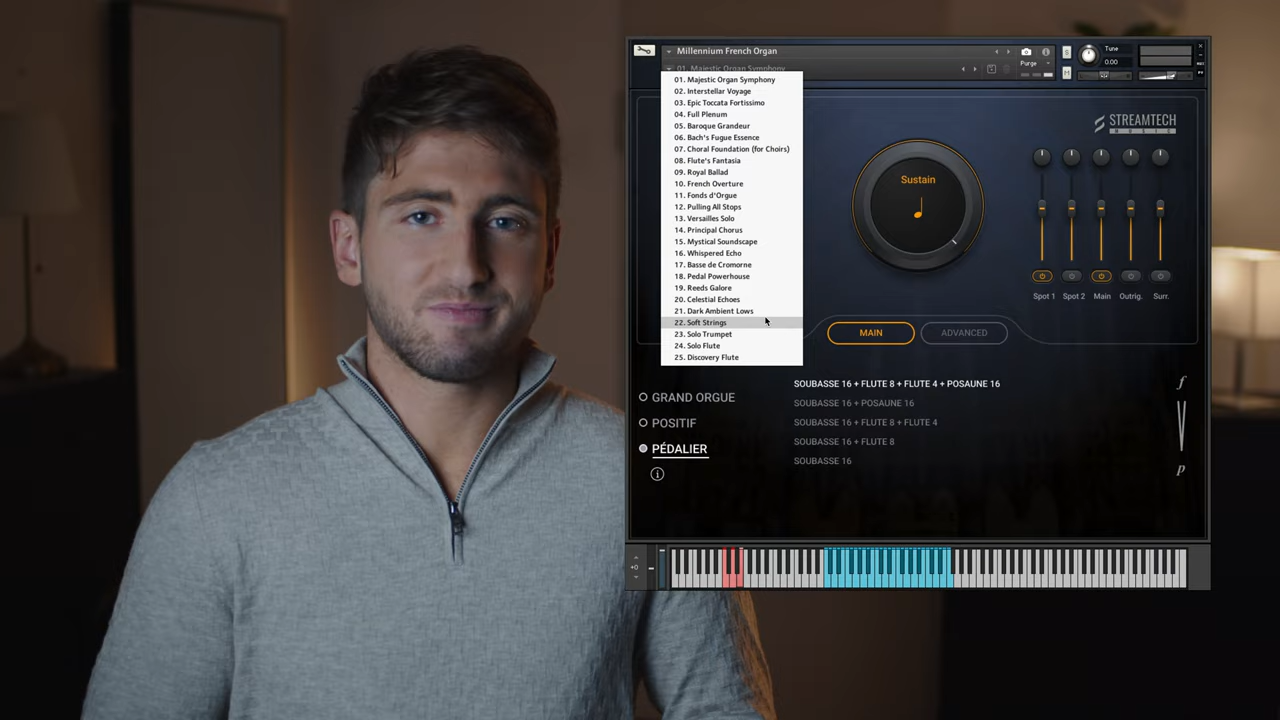 Millennium French Organ
01. Majestic Organ Symphony
Tune
0.00
Purge
S
M
01. Majestic Organ Symphony
02. Interstellar Voyage
03. Epic Toccata Fortissimo
04. Full Plenum
05. Baroque Grandeur
06. Bach's Fugue Essence
07. Choral Foundation (for Choirs)
08. Flute's Fantasia
09. Royal Ballad
10. French Overture
11. Fonds d'Orgue
12. Pulling All Stops
13. Versailles Solo
14. Principal Chorus
15. Mystical Soundscape
16. Whispered Echo
17. Basse de Cromorne
18. Pedal Powerhouse
19. Reeds Galore
20. Celestial Echoes
21. Dark Ambient Lows
22. Soft Strings
23. Solo Trumpet
24. Solo Flute
25. Discovery Flute
STREAMTECH
MUSIC
Sustain
Spot 1
Spot 2
Main
Outrig.
Surr.
MAIN
ADVANCED
GRAND ORGUE
POSITIF
PÉDALIER
SOUBASSE 16 + FLUTE 8 + FLUTE 4 + POSAUNE 16
SOUBASSE 16 + POSAUNE 16
SOUBASSE 16 + FLUTE 8 + FLUTE 4
SOUBASSE 16 + FLUTE 8
SOUBASSE 16
f
p
+0